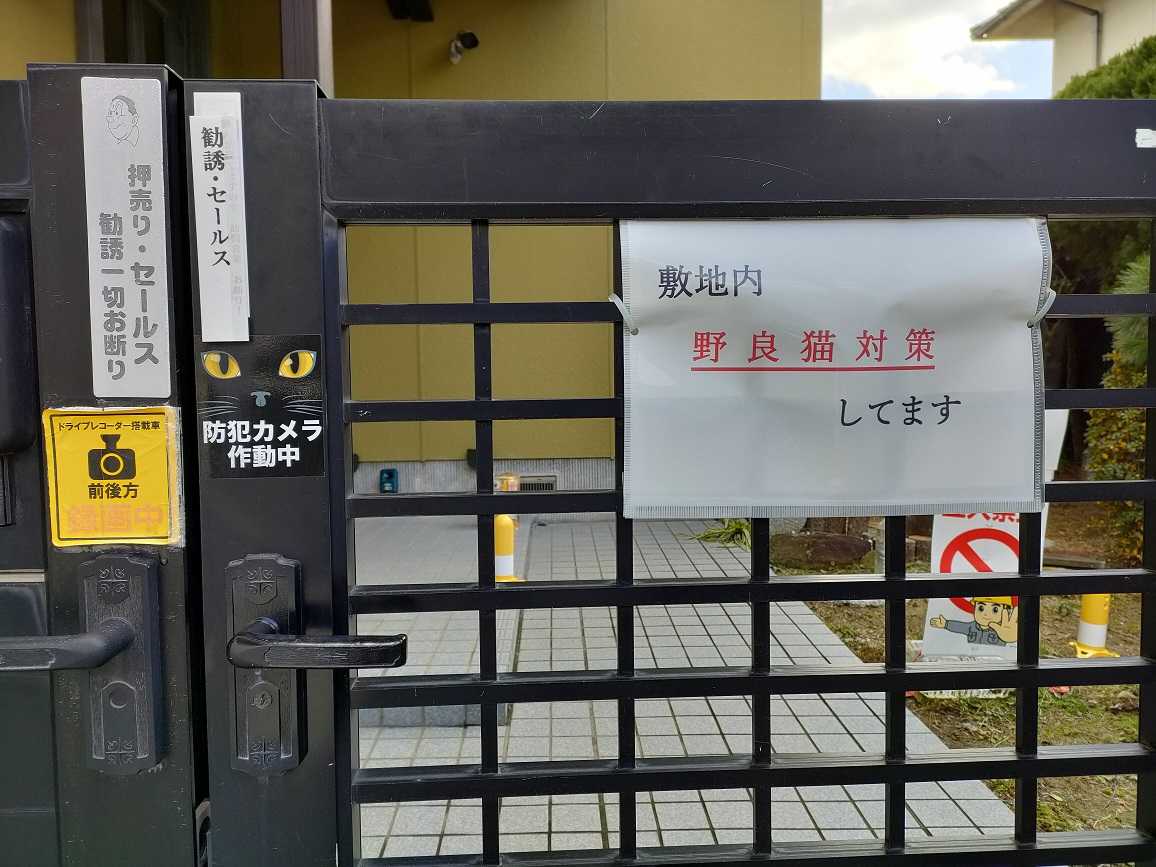 押売り・セールス
勧誘一切お断り
勧誘・セールス
ドライブレコーダー搭載車
前後方
録画中
防犯カメラ
作動中
敷地内
野良猫対策
してます